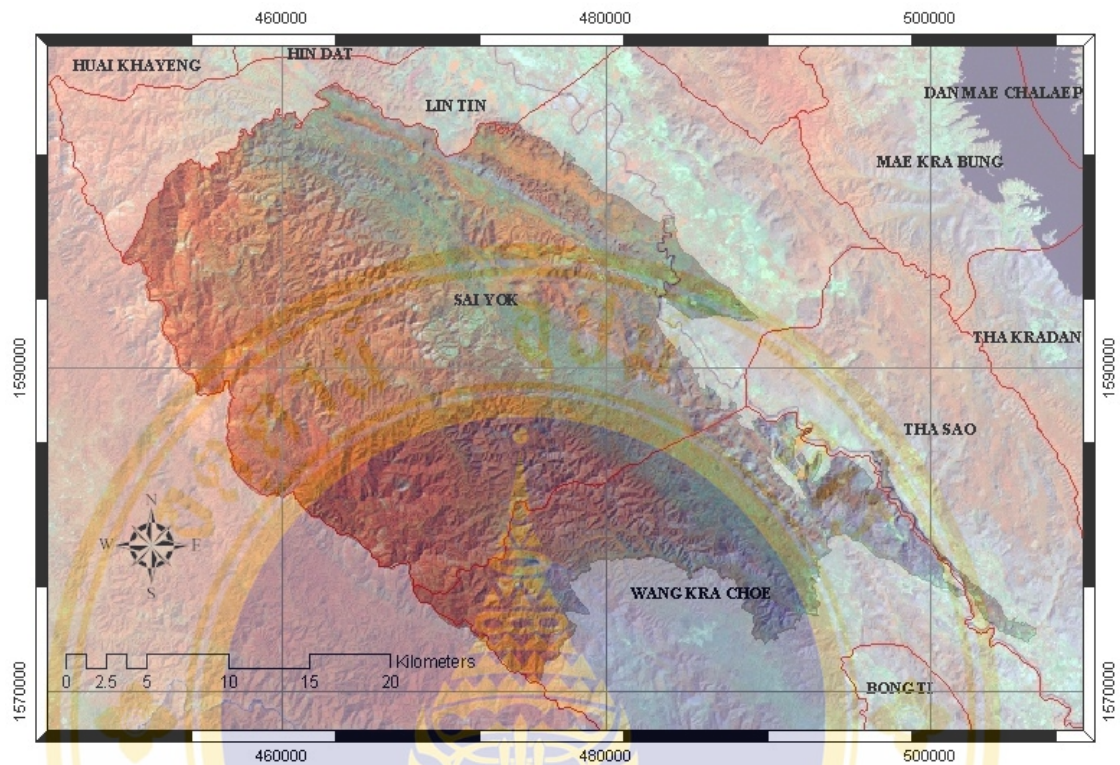 460000 480000 500000
HUAI KHAYENG
HIN DAT
LIN TIN
DAN MAE CHALAEP
MAE KRA BUNG
SAI YOK
THA KRADAN
1590000
1590000
THA SAO
N
W E
S
WANG KRA CHOE
Kilometers
0 2.5 5 10 15 20
BONG TI
1570000
1570000
460000 480000 500000